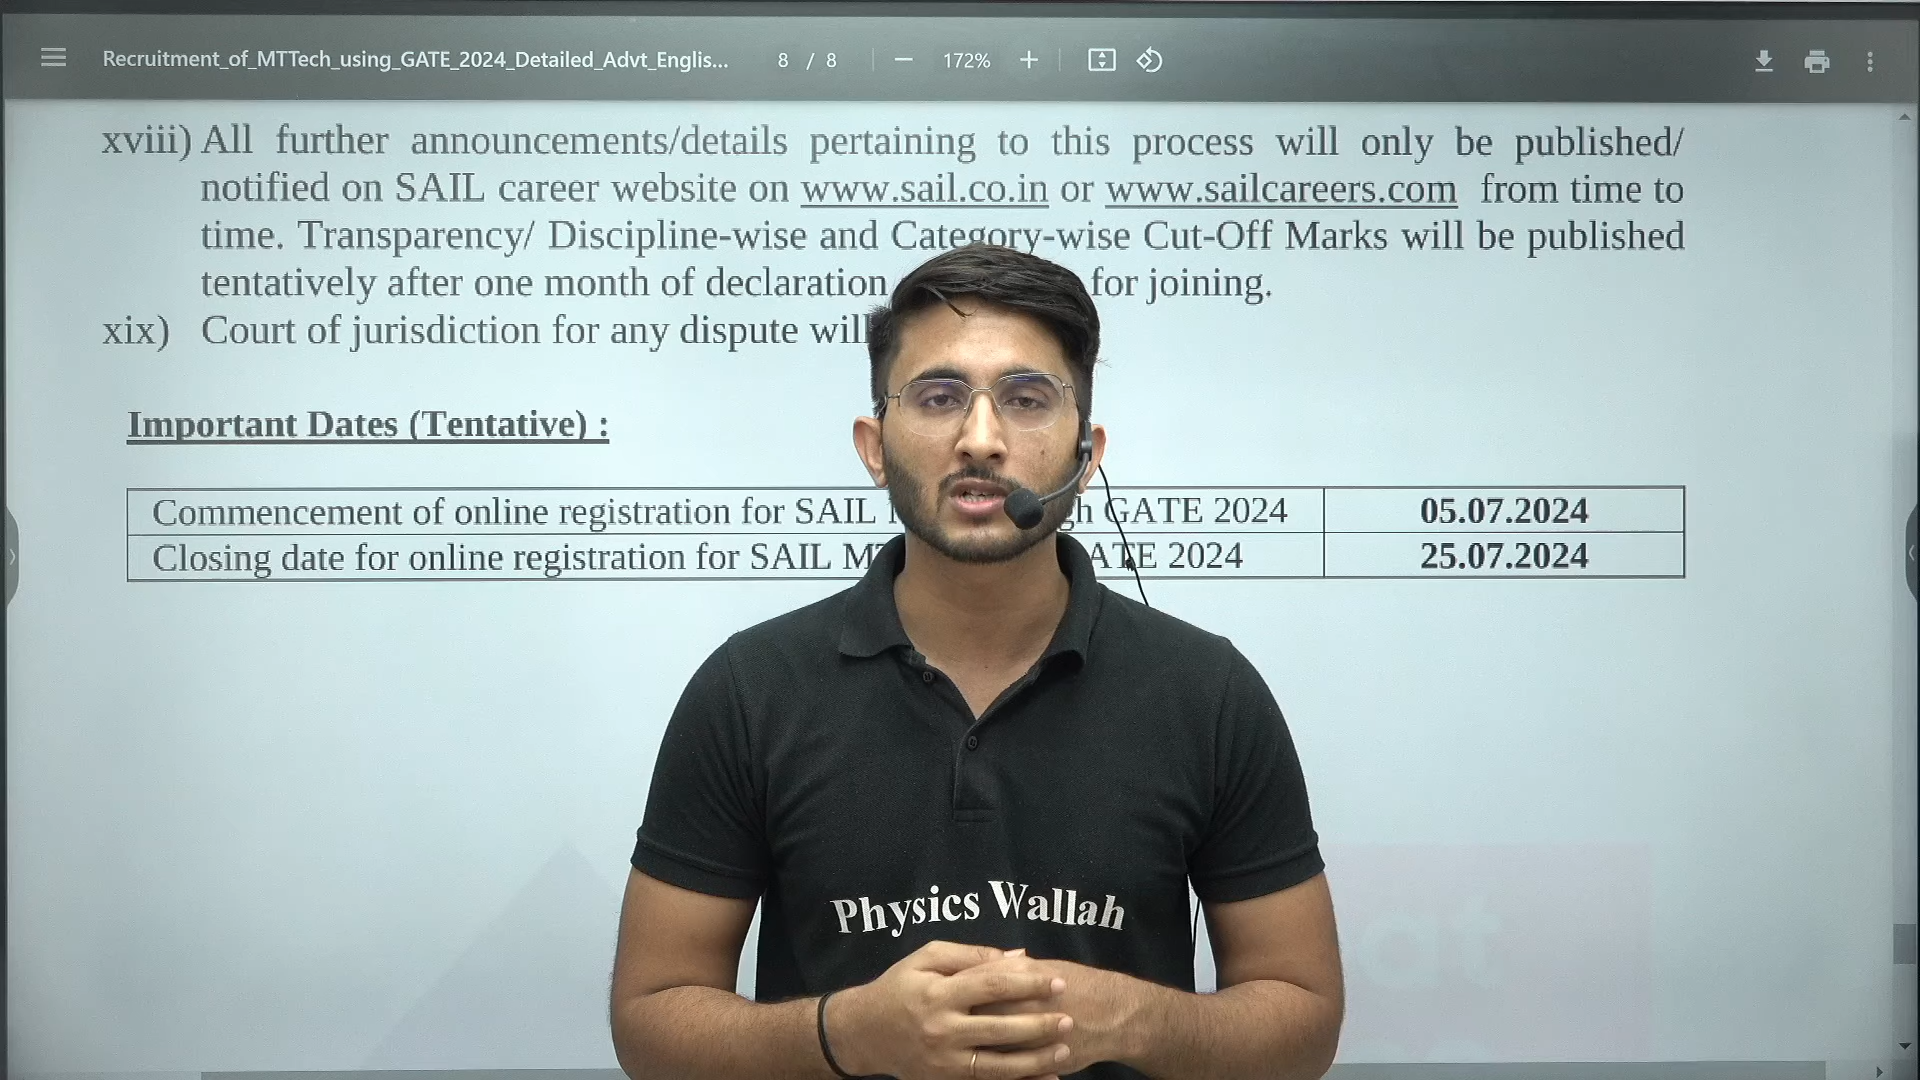 Recruitment_of_MTTech_using_GATE_2024_Detailed_Advt_Englis...
8 / 8
172%
xviii) All further announcements/details pertaining to this process will only be published/
notified on SAIL career website on www.sail.co.in or www.sailcareers.com from time to
time. Transparency/ Discipline-wise and Category-wise Cut-Off Marks will be published
tentatively after one month of declaration for joining.
xix) Court of jurisdiction for any dispute will
Important Dates (Tentative) :
Commencement of online registration for SAIL GATE 2024 05.07.2024
Closing date for online registration for SAIL MT GATE 2024 25.07.2024
Physics Wallah